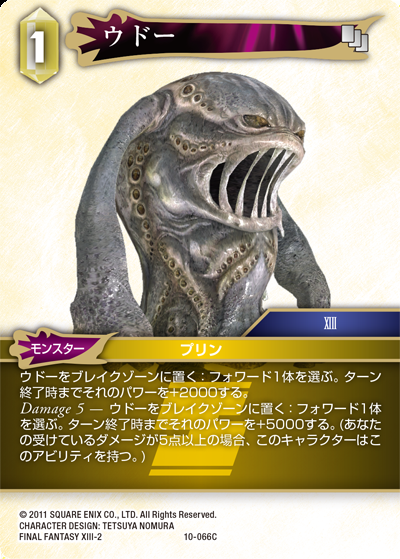 1
ウドー
XIII
モンスター
プリン
ウドーをブレイクゾーンに置く：フォワード1体を選ぶ。ターン
終了時までそれのパワーを+2000する。
Damage 5 ― ウドーをブレイクゾーンに置く：フォワード1体
を選ぶ。ターン終了時までそれのパワーを+5000する。(あなた
の受けているダメージが5点以上の場合、このキャラクターはこ
のアビリティを持つ。)
© 2011 SQUARE ENIX CO., LTD. All Rights Reserved.
CHARACTER DESIGN: TETSUYA NOMURA
FINAL FANTASY XIII-2 10-066C